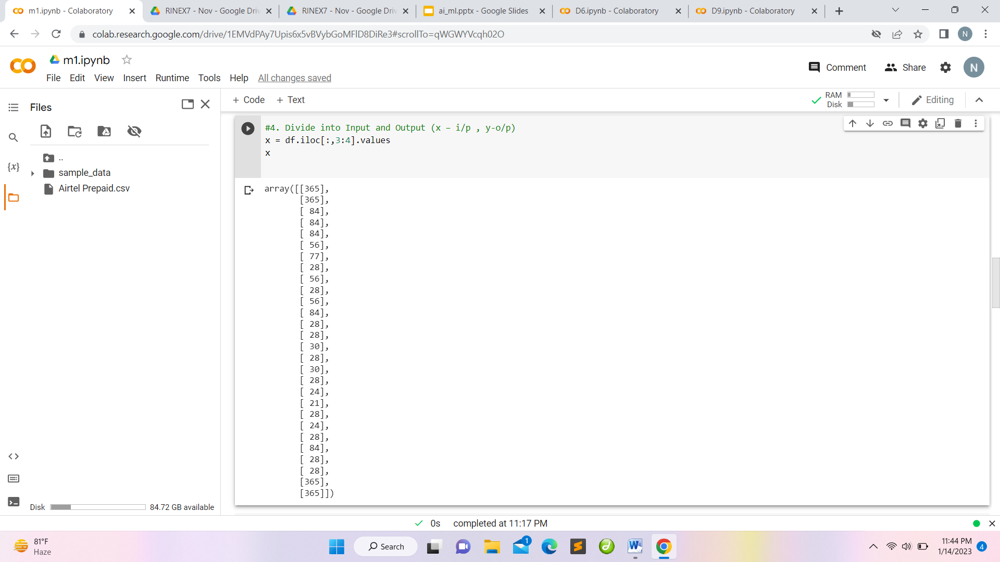 m1.ipynb - Colaboratory
RINEX7 - Nov - Google Driv
RINEX7 - Nov - Google Driv
ai_ml.pptx - Google Slides
D6.ipynb - Colaboratory
D9.ipynb - Colaboratory
colab.research.google.com/drive/1EMVdPAy7Upis6x5vBVybGoMFlD8DiRe3#scrollTo=qWGWYVcqh02O
N
m1.ipynb
Comment
Share
N
File Edit View Insert Runtime Tools Help All changes saved
Files
+ Code + Text
RAM
Disk
Editing
{x}
..
sample_data
Airtel Prepaid.csv
#4. Divide into Input and Output (x – i/p , y-o/p)
x = df.iloc[:,3:4].values
x
array([[365],
[365],
[ 84],
[ 84],
[ 84],
[ 56],
[ 77],
[ 28],
[ 56],
[ 28],
[ 56],
[ 84],
[ 28],
[ 28],
[ 30],
[ 28],
[ 30],
[ 28],
[ 24],
[ 21],
[ 28],
[ 24],
[ 28],
[ 84],
[ 28],
[ 28],
[365],
[365]])
Disk 84.72 GB available
0s completed at 11:17 PM
81°F
Haze
Search
1
11:44 PM
1/14/2023
4